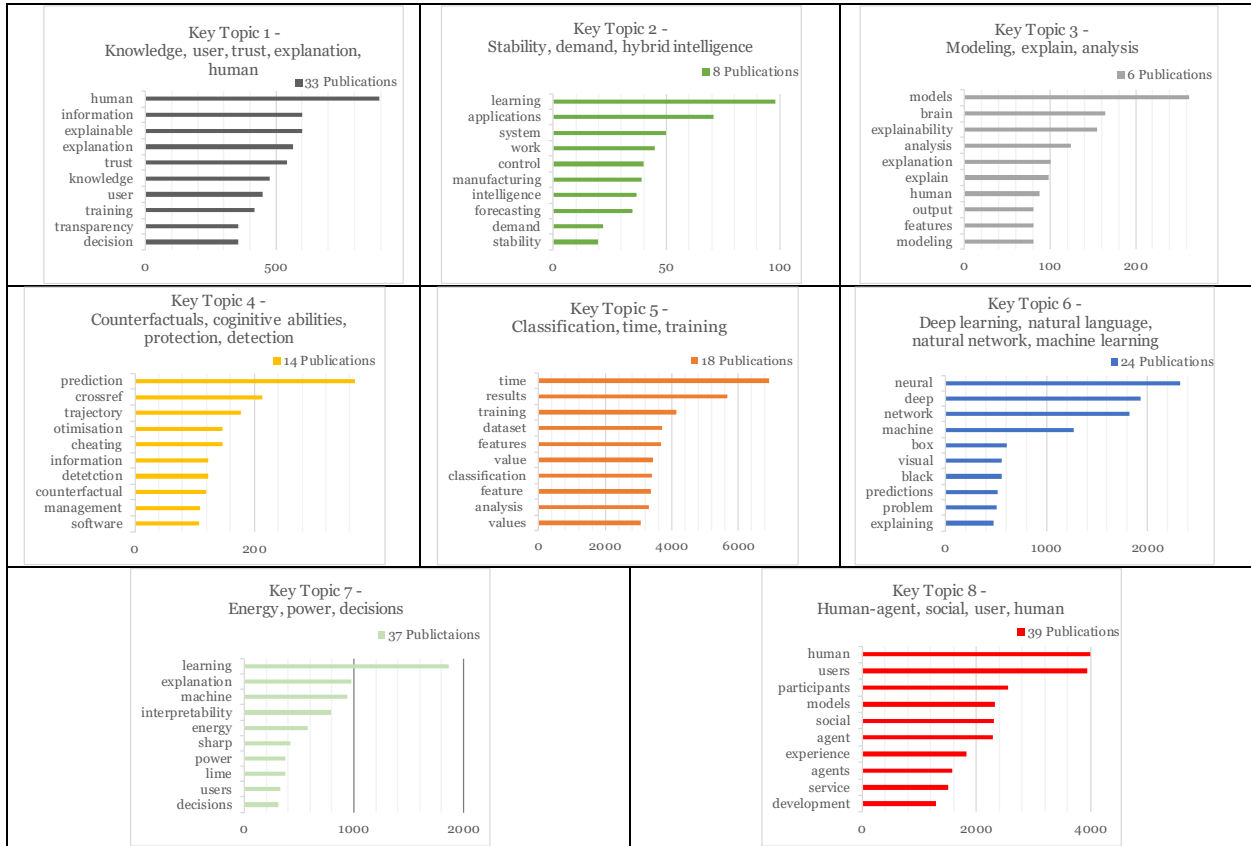 Key Topic 1 -
Knowledge, user, trust, explanation,
human
33 Publications
human
information
explainable
explanation
trust
knowledge
user
training
transparency
decision
0 500
Key Topic 2 -
Stability, demand, hybrid intelligence
8 Publications
learning
applications
system
work
control
manufacturing
intelligence
forecasting
demand
stability
0 50 100
Key Topic 3 -
Modeling, explain, analysis
6 Publications
models
brain
explainability
analysis
explanation
explain
human
output
features
modeling
0 100 200
Key Topic 4 -
Counterfactuals, coginitive abilities,
protection, detection
14 Publications
prediction
crossref
trajectory
otimisation
cheating
information
detetction
counterfactual
management
software
0 200
Key Topic 5 -
Classification, time, training
18 Publications
time
results
training
dataset
features
value
classification
feature
analysis
values
0 2000 4000 6000
Key Topic 6 -
Deep learning, natural language,
natural network, machine learning
24 Publications
neural
deep
network
machine
box
visual
black
predictions
problem
explaining
0 1000 2000
Key Topic 7 -
Energy, power, decisions
37 Publictaions
learning
explanation
machine
interpretability
energy
sharp
power
lime
users
decisions
0 1000 2000
Key Topic 8 -
Human-agent, social, user, human
39 Publications
human
users
participants
models
social
agent
experience
agents
service
development
0 2000 4000